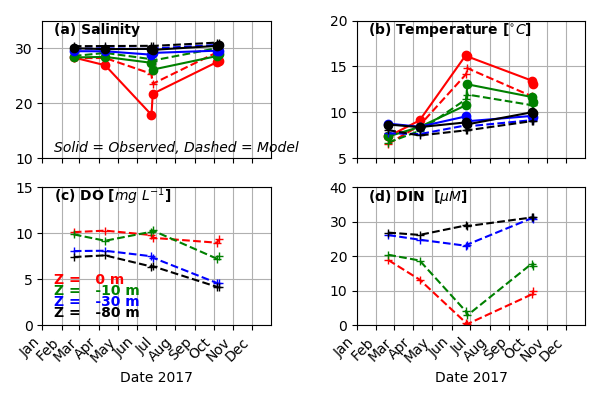 (a) Salinity
30
20
10
Solid = Observed, Dashed = Model
(b) Temperature [°C]
20
15
10
5
(c) DO [mg L⁻¹]
15
10
5
0
Z = 0 m
Z = -10 m
Z = -30 m
Z = -80 m
Jan Feb Mar Apr May Jun Jul Aug Sep Oct Nov Dec
Date 2017
(d) DIN [μM]
40
30
20
10
0
Jan Feb Mar Apr May Jun Jul Aug Sep Oct Nov Dec
Date 2017